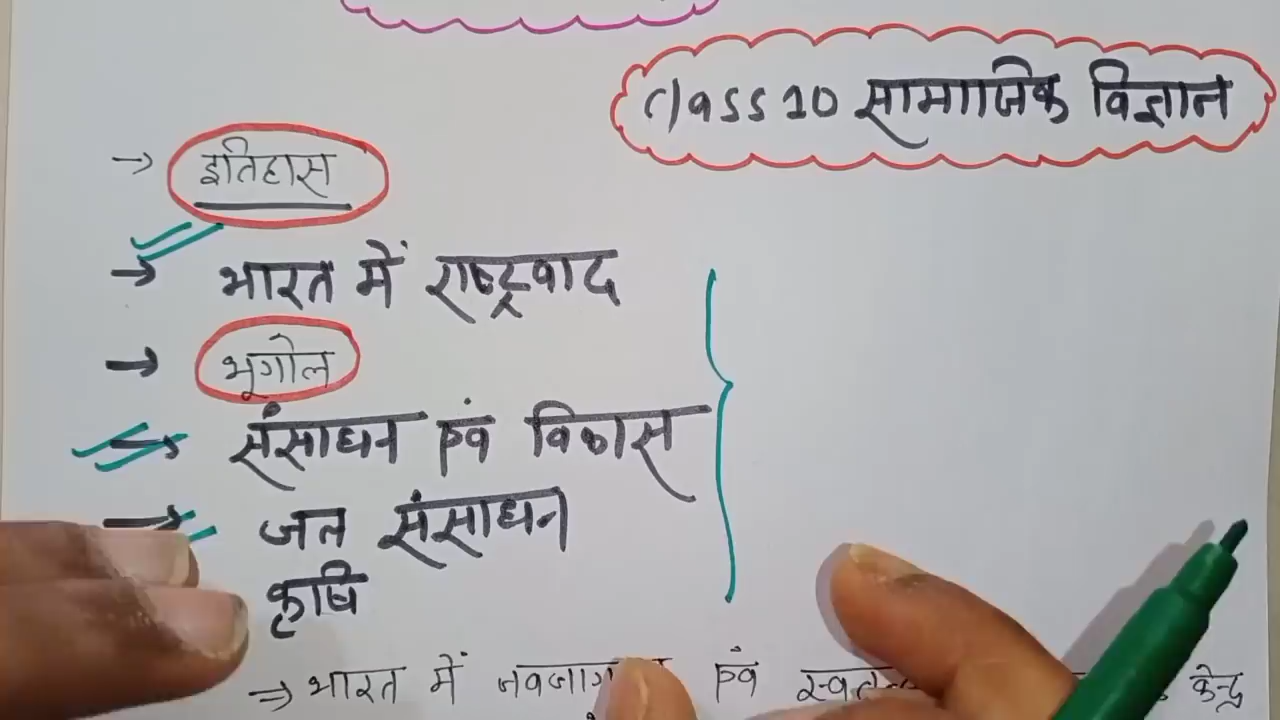 class 10 सामाजिक विज्ञान
→ इतिहास
→ भारत में राष्ट्रवाद
→ भूगोल
→ संसाधन एवं विकास
→ जल संसाधन
कृषि
⇒ भारत में एवं केन्द्र